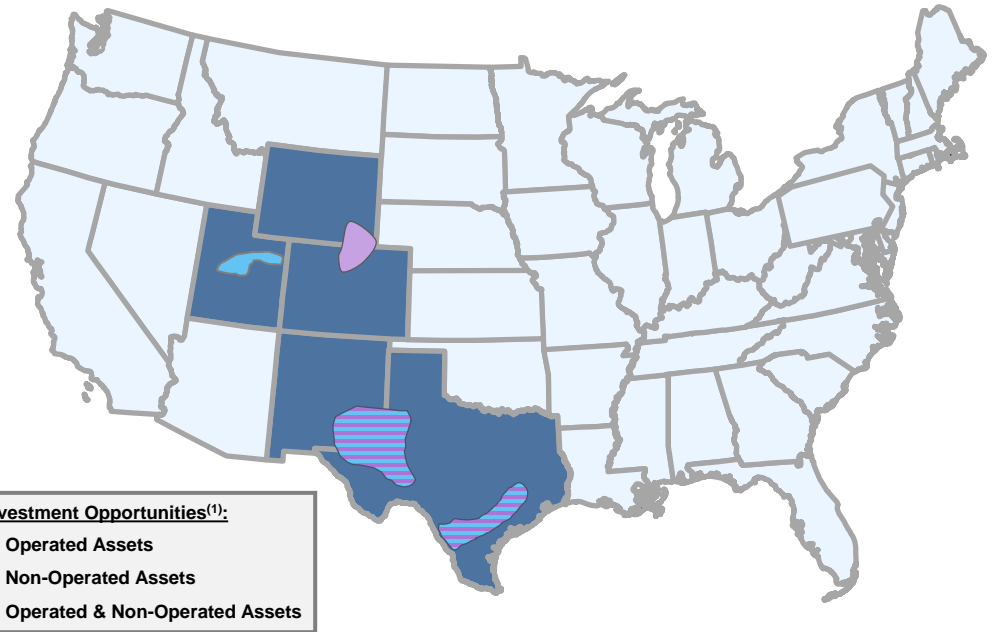 vestment Opportunities(1):
Operated Assets
Non-Operated Assets
Operated & Non-Operated Assets